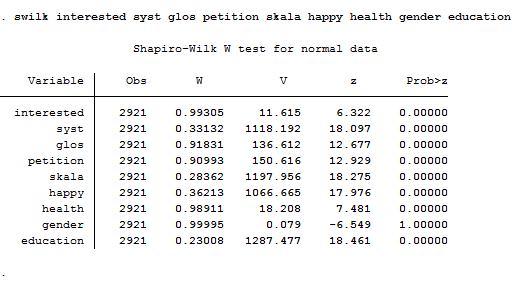 . swilk interested syst glos petition skala happy health gender education
Shapiro-Wilk W test for normal data
Variable Obs W V z Prob>z
interested 2921 0.99305 11.615 6.322 0.00000
syst 2921 0.33132 1118.192 18.097 0.00000
glos 2921 0.91831 136.612 12.677 0.00000
petition 2921 0.90993 150.616 12.929 0.00000
skala 2921 0.28362 1197.956 18.275 0.00000
happy 2921 0.36213 1066.665 17.976 0.00000
health 2921 0.98911 18.208 7.481 0.00000
gender 2921 0.99995 0.079 -6.549 1.00000
education 2921 0.23008 1287.477 18.461 0.00000
.